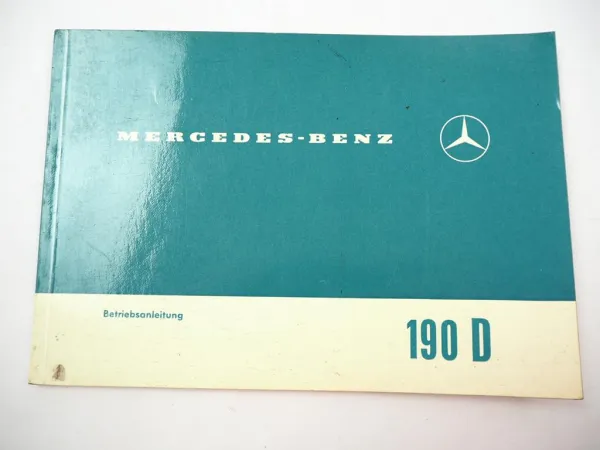 MERCEDES-BENZ
Betriebsanleitung
190 D